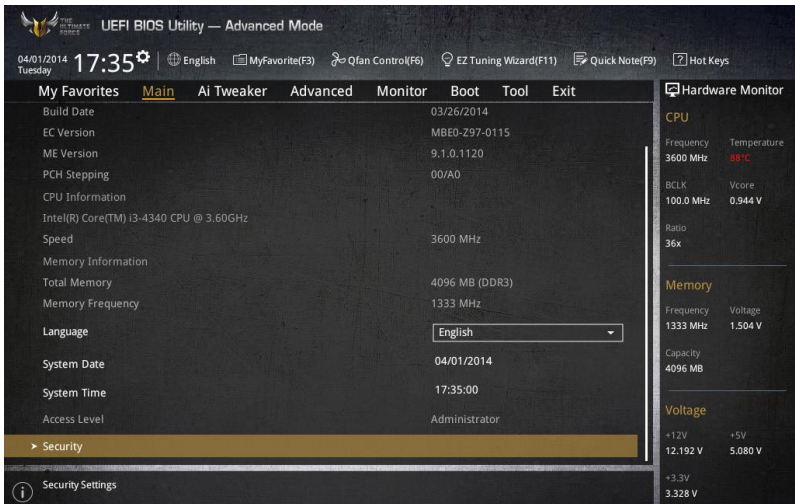 THE ULTIMATE FORCE
UEFI BIOS Utility — Advanced Mode
04/01/2014
Tuesday
17:35
English
MyFavorite(F3)
Qfan Control(F6)
EZ Tuning Wizard(F11)
Quick Note(F9)
? Hot Keys
My Favorites Main Ai Tweaker Advanced Monitor Boot Tool Exit
Build Date 03/26/2014
EC Version MBE0-Z97-0115
ME Version 9.1.0.1120
PCH Stepping 00/A0
CPU Information
Intel(R) Core(TM) i3-4340 CPU @ 3.60GHz
Speed 3600 MHz
Memory Information
Total Memory 4096 MB (DDR3)
Memory Frequency 1333 MHz
Language English
System Date 04/01/2014
System Time 17:35:00
Access Level Administrator
> Security
i Security Settings
Hardware Monitor
CPU
Frequency Temperature
3600 MHz 88°C
BCLK Vcore
100.0 MHz 0.944 V
Ratio
36x
Memory
Frequency Voltage
1333 MHz 1.504 V
Capacity
4096 MB
Voltage
+12V +5V
12.192 V 5.080 V
+3.3V
3.328 V